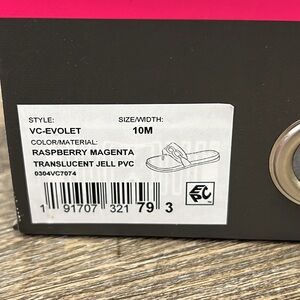 STYLE: SIZE/WIDTH:
VC-EVOLET 10M
COLOR/MATERIAL:
RASPBERRY MAGENTA
TRANSLUCENT JELL PVC
0304VC7074
1 91707 321 79 3